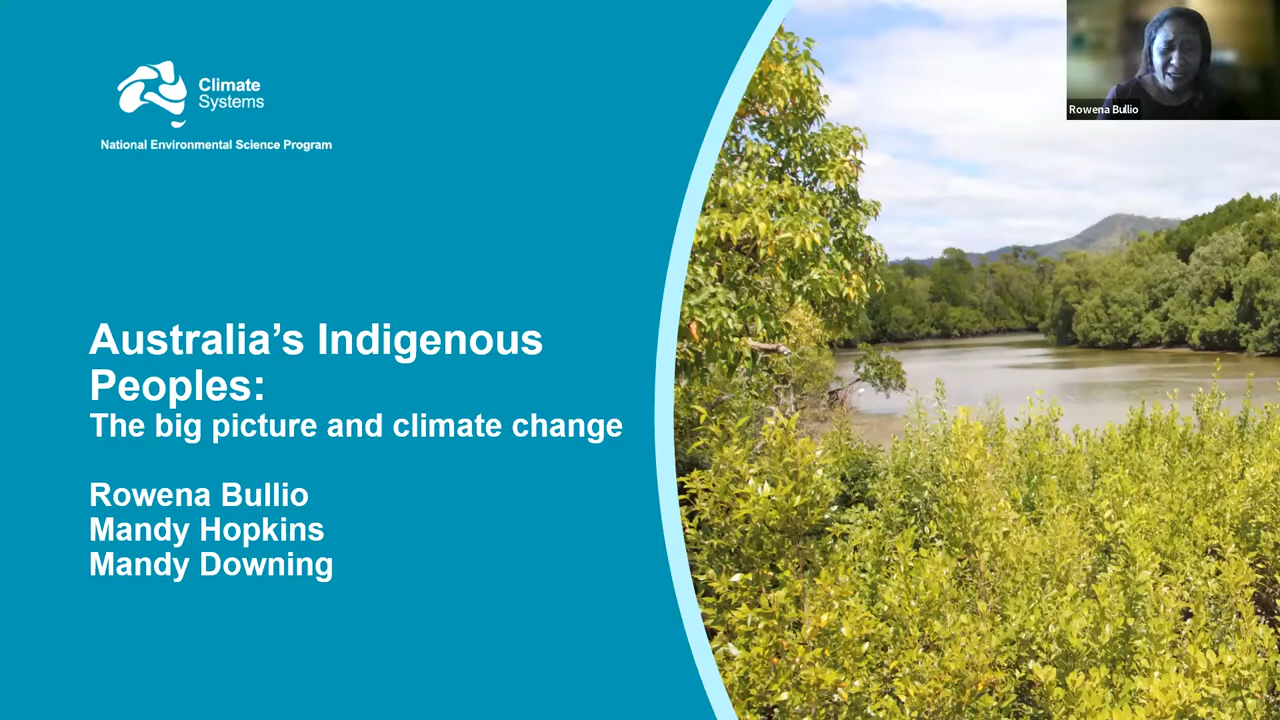 Climate
Systems
National Environmental Science Program
Rowena Bullio
Australia’s Indigenous
Peoples:
The big picture and climate change
Rowena Bullio
Mandy Hopkins
Mandy Downing